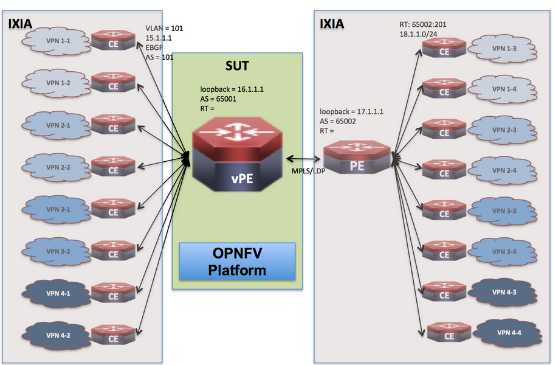 IXIA
VPN 1-1
CE
VPN 1-2
CE
VPN 2-1
CE
VPN 2-2
CE
VPN 3-1
CE
VPN 3-2
CE
VPN 4-1
CE
VPN 4-2
CE
VLAN = 101
15.1.1.1
EBGP
AS = 101
SUT
loopback = 16.1.1.1
AS = 65001
RT =
vPE
OPNFV
Platform
MPLS/LDP
IXIA
RT: 65002:201
18.1.1.0/24
loopback = 17.1.1.1
AS = 65002
RT =
PE
CE
VPN 1-3
CE
VPN 1-4
CE
VPN 2-3
CE
VPN 2-4
CE
VPN 3-3
CE
VPN 3-4
CE
VPN 4-3
CE
VPN 4-4